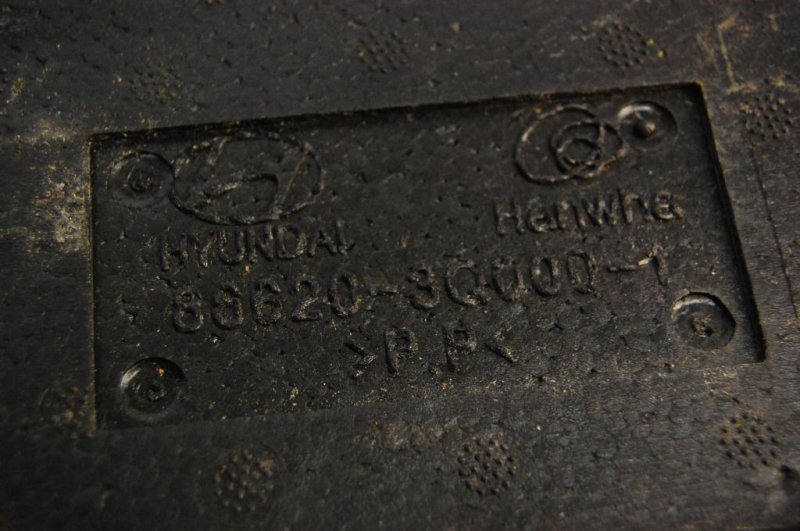 HYUNDAI Hanwha
86620-3Q000-1
>P.P<